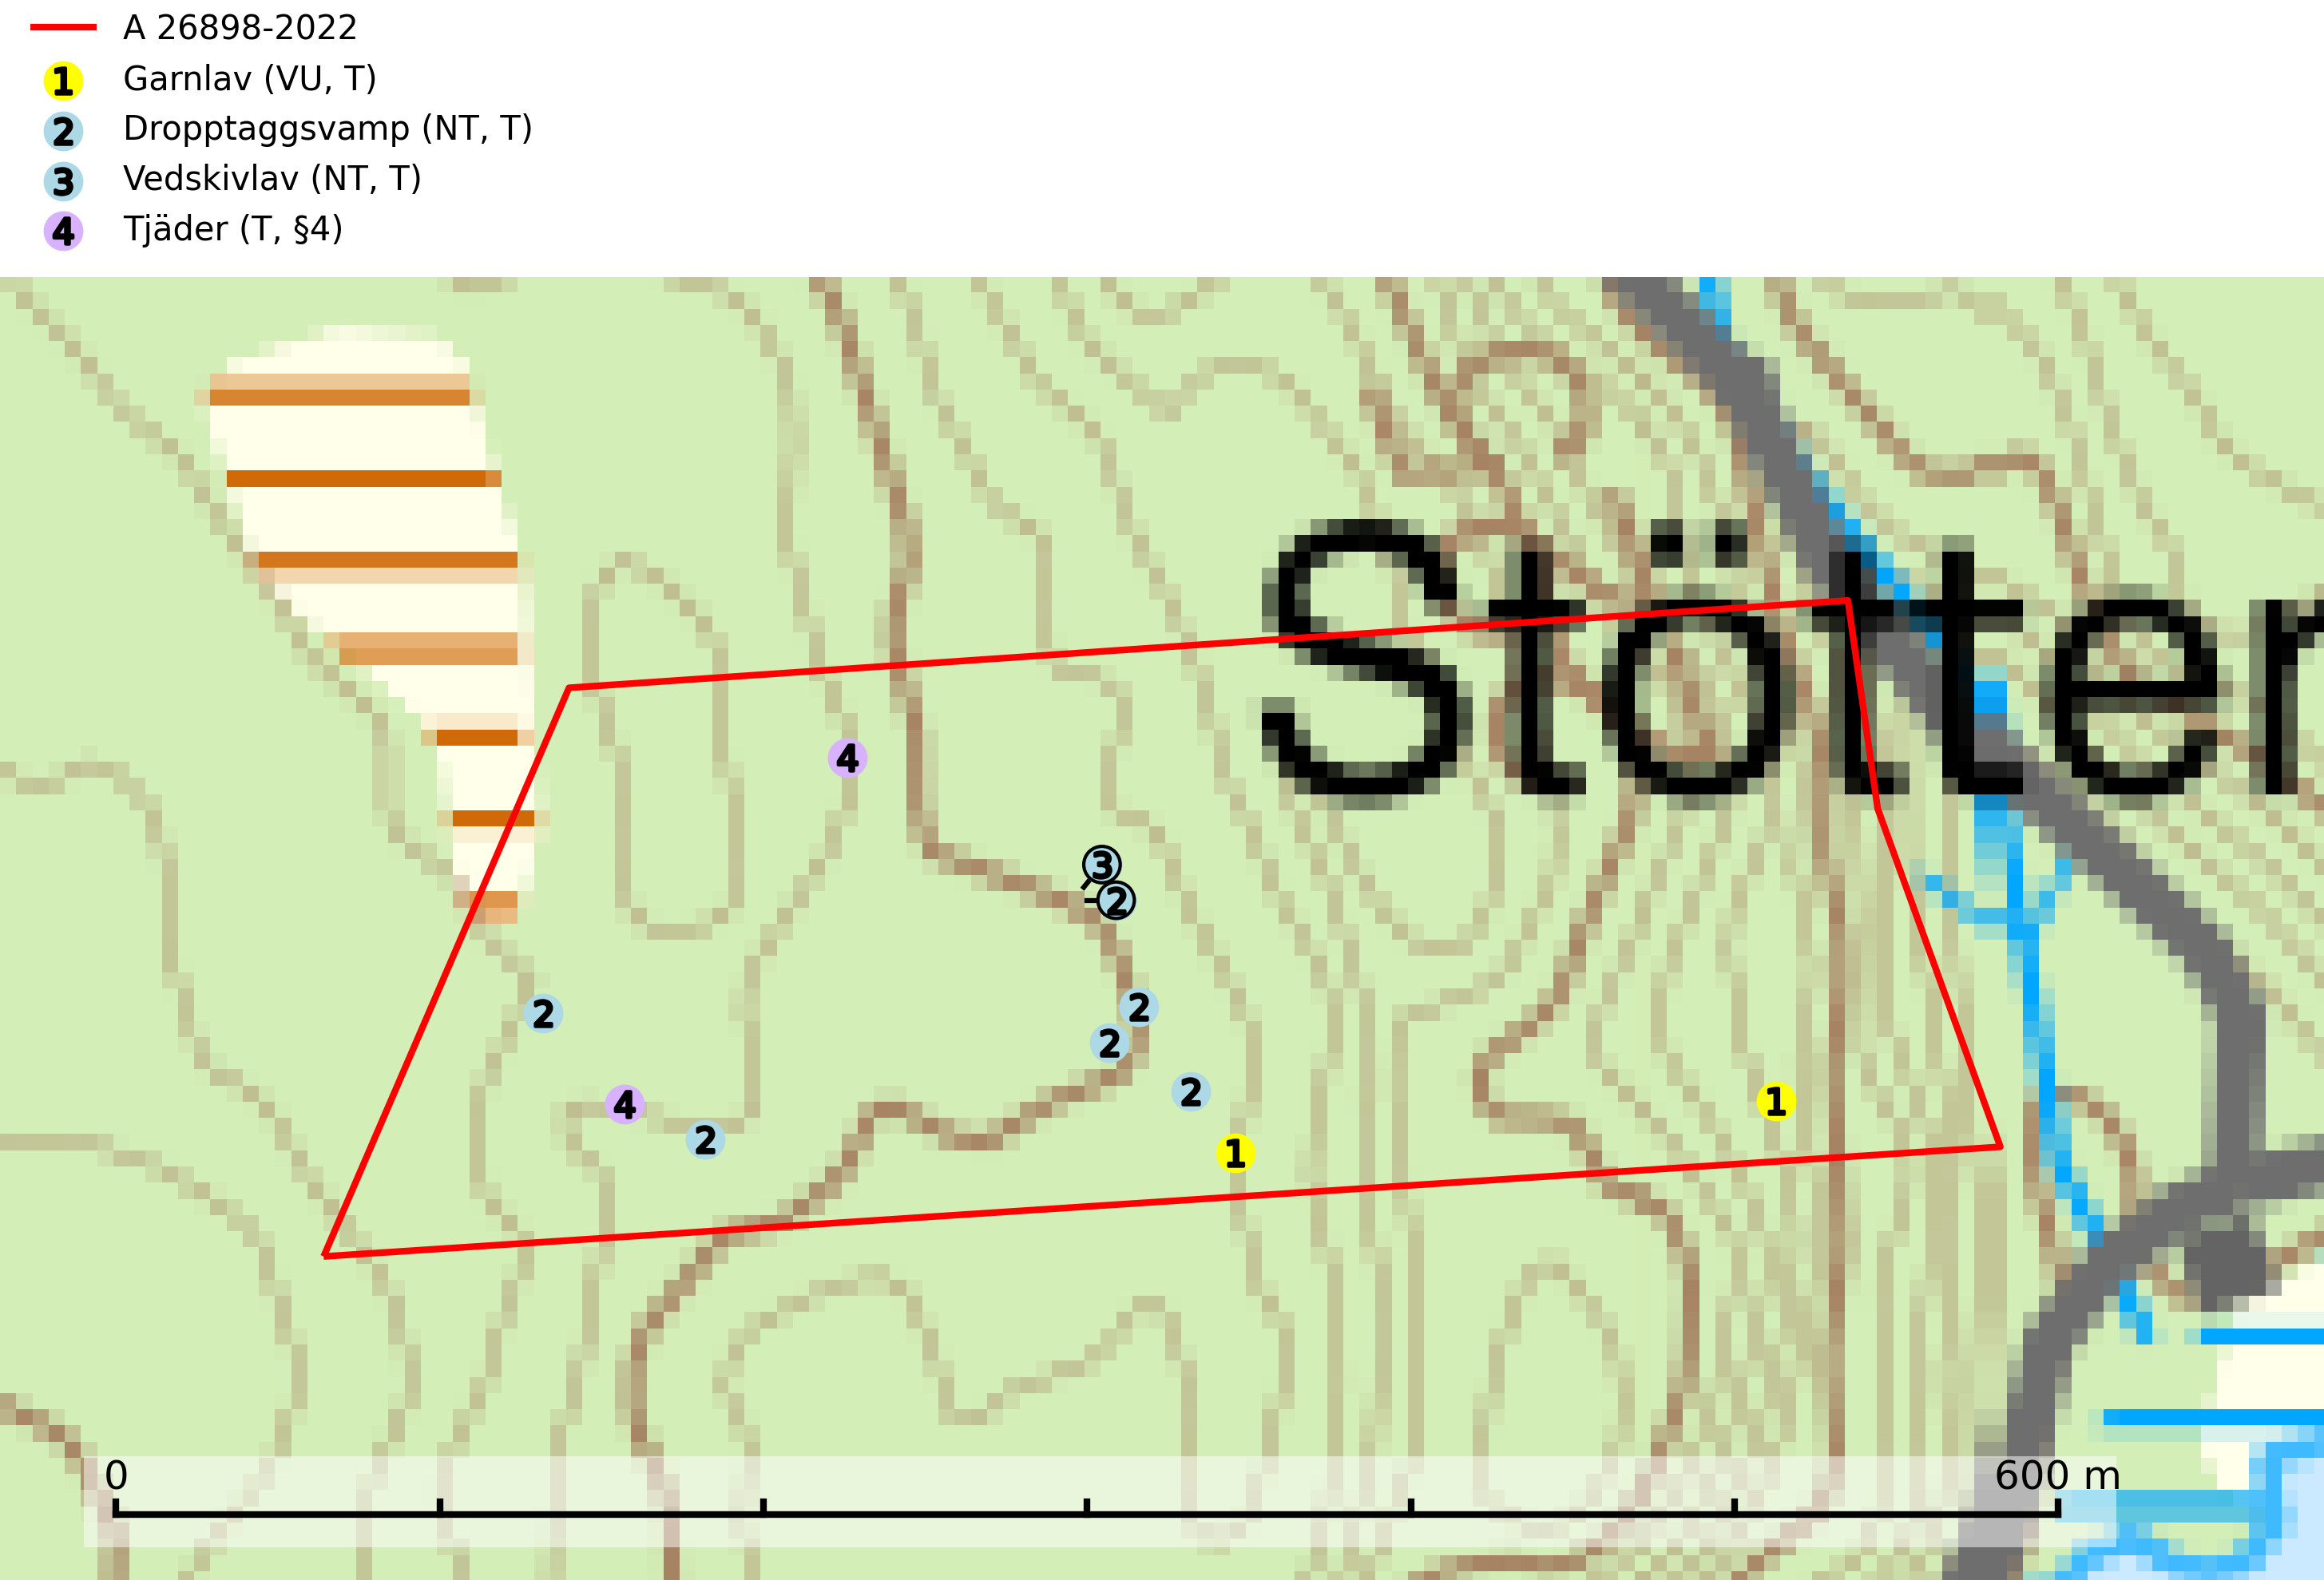 A 26898-2022
1 Garnlav (VU, T)
2 Dropptaggsvamp (NT, T)
3 Vedskivlav (NT, T)
4 Tjäder (T, §4)
Stötter
4
3
2
2
2
2
2
4
2
1
1
0 600 m